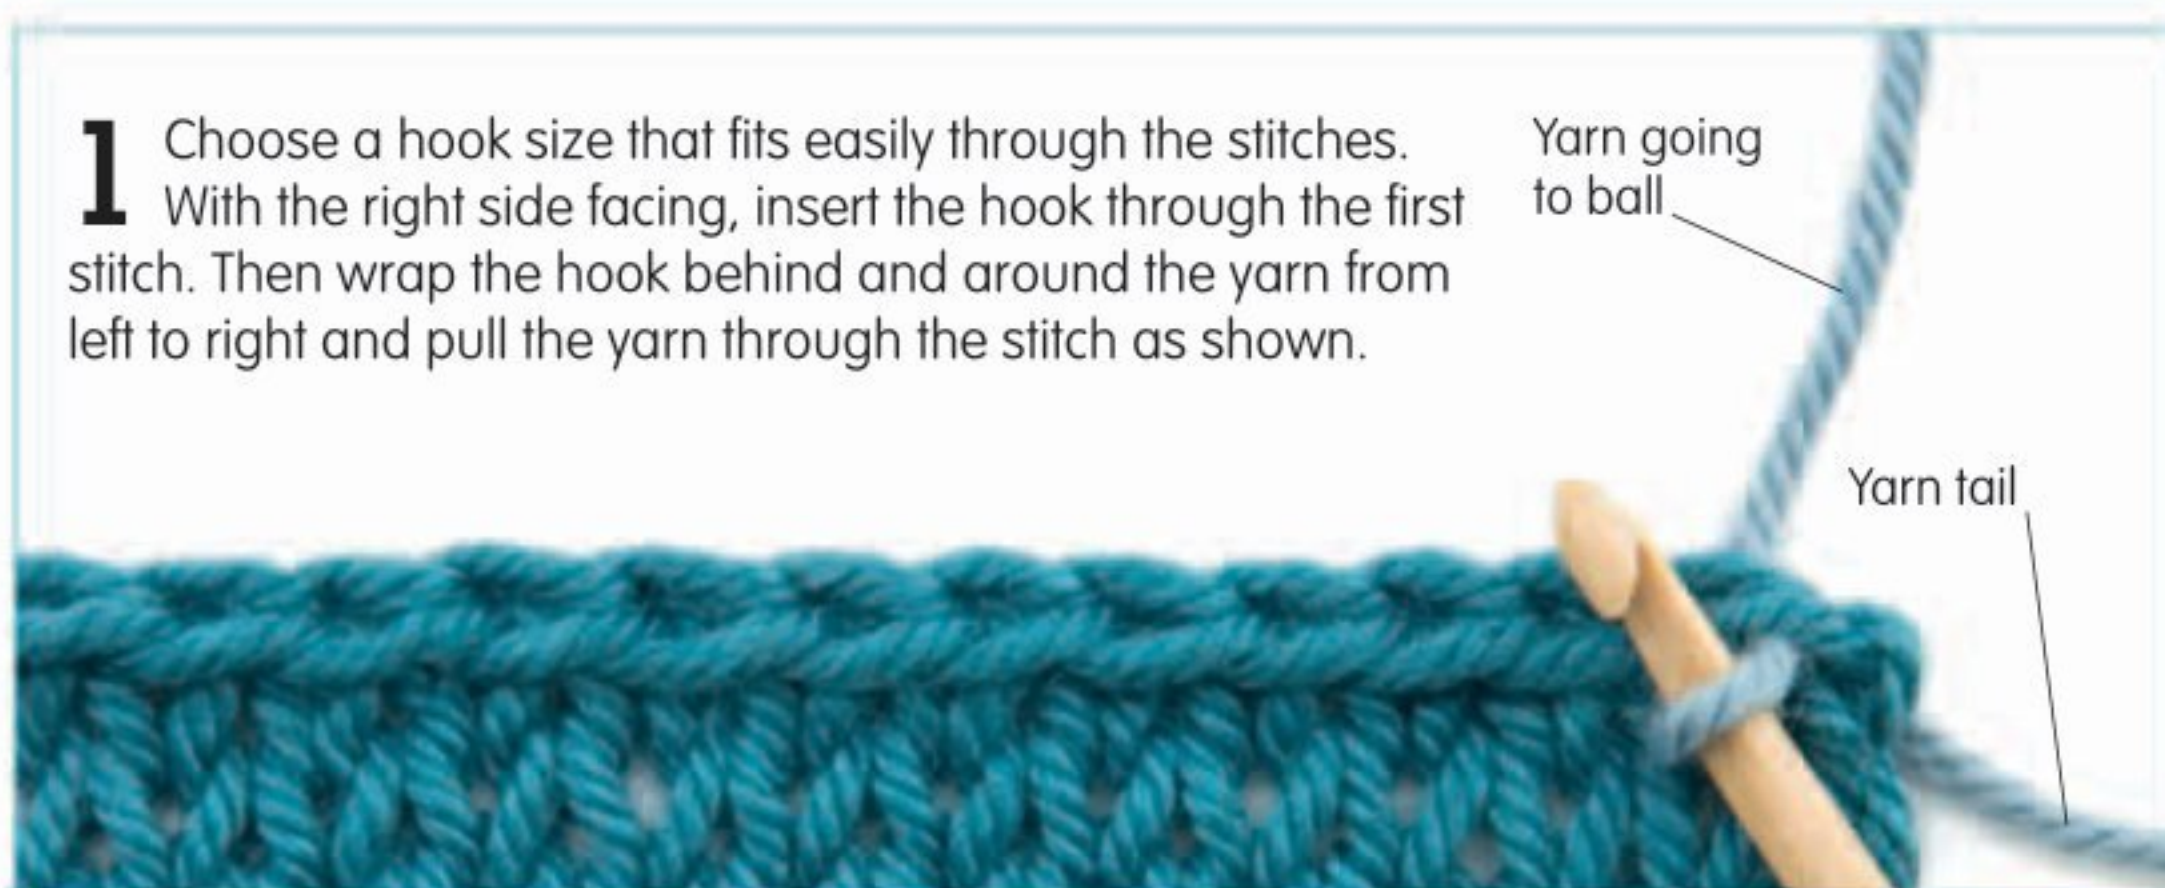 1 Choose a hook size that fits easily through the stitches.
With the right side facing, insert the hook through the first
stitch. Then wrap the hook behind and around the yarn from
left to right and pull the yarn through the stitch as shown.
Yarn going
to ball
Yarn tail